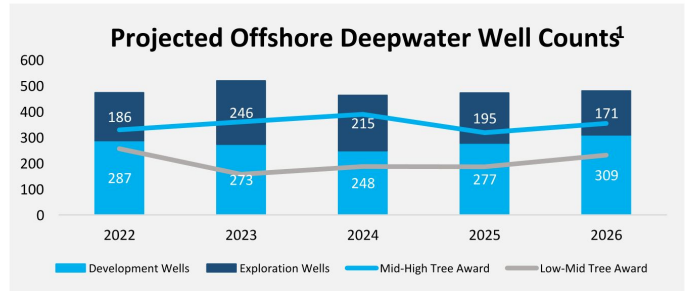 Projected Offshore Deepwater Well Counts1
600
500
400
300
200
100
0
186 246 215 195 171
287 273 248 277 309
2022 2023 2024 2025 2026
Development Wells Exploration Wells Mid-High Tree Award Low-Mid Tree Award